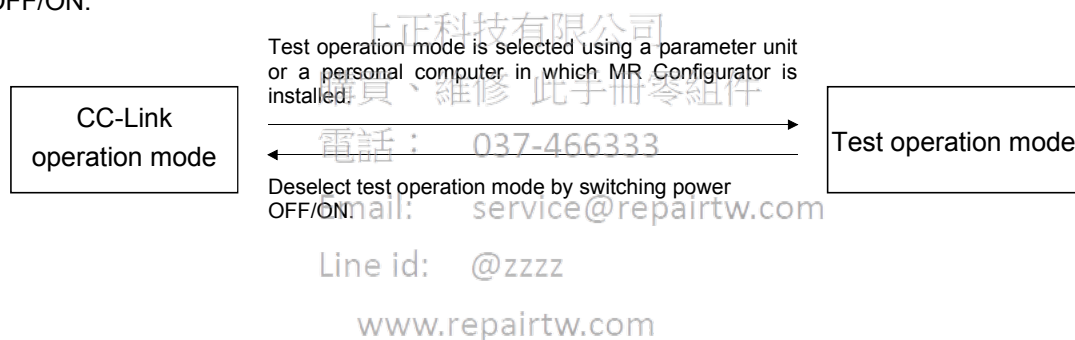 OFF/ON.
上正科技有限公司
Test operation mode is selected using a parameter unit
or a personal computer in which MR Configurator is
installed.
購買、維修 此手冊零組件
CC-Link
operation mode
Test operation mode
電話: 037-466333
Deselect test operation mode by switching power
OFF/ON.
Email: service@repairtw.com
Line id: @zzzz
www.repairtw.com